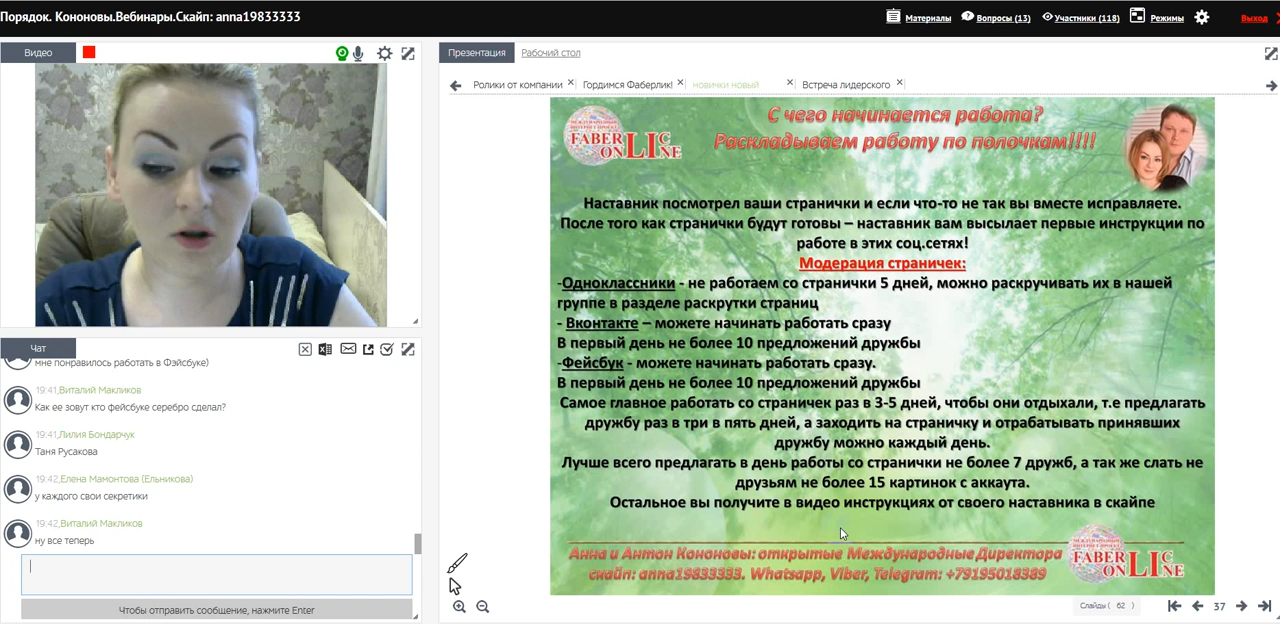 Порядок. Кононовы.Вебинары.Скайп: anna19833333
Материалы
Вопросы (13)
Участники (118)
Режимы
Выход
Видео
Чат
мне понравилось работать в Фэйсбуке)
19:41,Виталий Макликов
Как ее зовут кто фейсбуке серебро сделал?
19:41,Лилия Бондарчук
Таня Русакова
19:42,Елена Мамонтова (Ельникова)
у каждого свои секретики
19:42,Виталий Макликов
ну все теперь
Чтобы отправить сообщение, нажмите Enter
Презентация
Рабочий стол
Ролики от компании
Гордимся Фаберлик!
новички новый
Встреча лидерского
МЕЖДУНАРОДНЫЙ
ИНТЕРНЕТ-ПРОЕКТ
FABERLIC
ONLINE
С чего начинается работа?
Раскладываем работу по полочкам!!!!
Наставник посмотрел ваши странички и если что-то не так вы вместе исправляете.
После того как странички будут готовы – наставник вам высылает первые инструкции по
работе в этих соц.сетях!
Модерация страничек:
-Одноклассники - не работаем со странички 5 дней, можно раскручивать их в нашей
группе в разделе раскрутки страниц
- Вконтакте – можете начинать работать сразу
В первый день не более 10 предложений дружбы
-Фейсбук - можете начинать работать сразу.
В первый день не более 10 предложений дружбы
Самое главное работать со страничек раз в 3-5 дней, чтобы они отдыхали, т.е предлагать
дружбу раз в три в пять дней, а заходить на страничку и отрабатывать принявших
дружбу можно каждый день.
Лучше всего предлагать в день работы со странички не более 7 дружб, а так же слать не
друзьям не более 15 картинок с аккаута.
Остальное вы получите в видео инструкциях от своего наставника в скайпе
Анна и Антон Кононовы: открытые Международные Директора
скайп: anna19833333. Whatsapp, Viber, Telegram: +79195018389
FABERLIC
ONLINE
Слайды ( 62 )
37